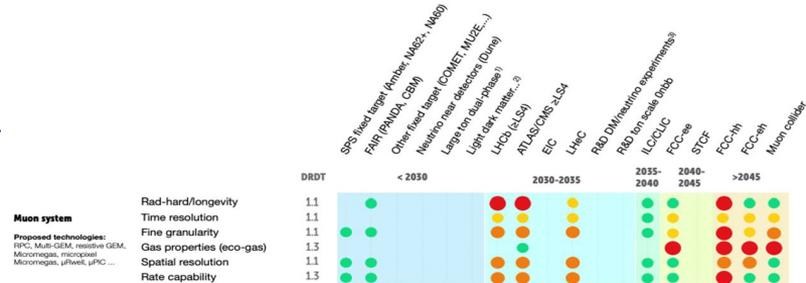 SPS fixed target (Amber, NA62+, NA60)
FAIR (PANDA, CBM)
Other fixed target (COMET, MU2E,...)
Neutrino near detectors (Dune)
Large ton dual-phase 1)
Light dark matter... 2)
LHCb (≥LS4)
ATLAS/CMS ≥LS4
EIC
LHeC
R&D DM/neutrino experiments 3)
R&D ton scale 0nbb
ILC/CLIC
FCC-ee
STCF
FCC-hh
FCC-eh
Muon collider
DRDT < 2030 2030-2035 2035-2040 2040-2045 >2045
Rad-hard/longevity 1.1
Muon system Time resolution 1.1
Proposed technologies: Fine granularity 1.1
RPC, Multi-GEM, resistive GEM, Gas properties (eco-gas) 1.3
Micromegas, micropixel
Micromegas, µRwell, µPIC ... Spatial resolution 1.1
Rate capability 1.3